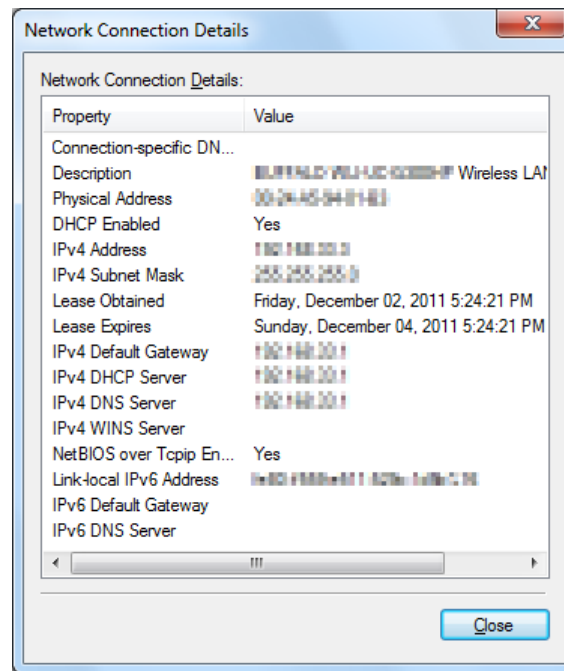 Network Connection Details
Network Connection Details:
Property Value
Connection-specific DN...
Description Wireless LAN
Physical Address
DHCP Enabled Yes
IPv4 Address
IPv4 Subnet Mask
Lease Obtained Friday, December 02, 2011 5:24:21 PM
Lease Expires Sunday, December 04, 2011 5:24:21 PM
IPv4 Default Gateway
IPv4 DHCP Server
IPv4 DNS Server
IPv4 WINS Server
NetBIOS over Tcpip En... Yes
Link-local IPv6 Address
IPv6 Default Gateway
IPv6 DNS Server
Close